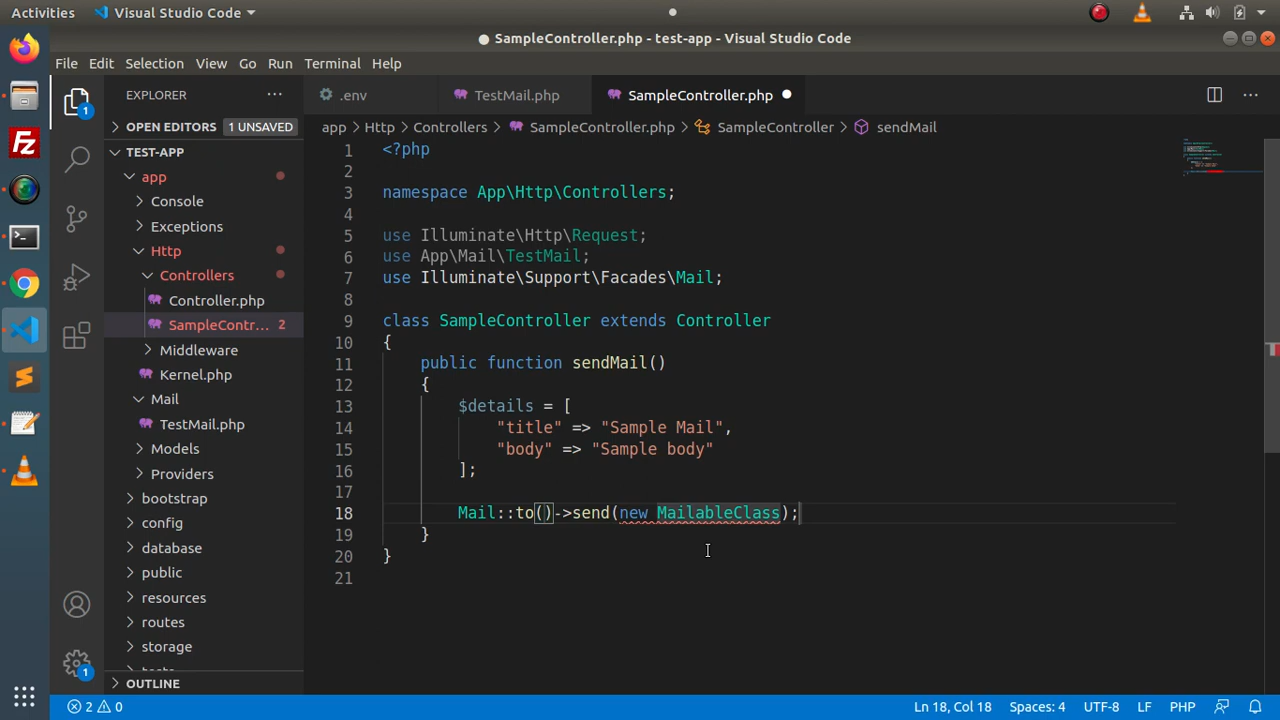 Activities Visual Studio Code
SampleController.php - test-app - Visual Studio Code
File Edit Selection View Go Run Terminal Help
EXPLORER ... .env TestMail.php SampleController.php
OPEN EDITORS 1 UNSAVED
app > Http > Controllers > SampleController.php > SampleController > sendMail
TEST-APP
app
Console
Exceptions
Http
Controllers
Controller.php
SampleContr... 2
Middleware
Kernel.php
Mail
TestMail.php
Models
Providers
bootstrap
config
database
public
resources
routes
storage
OUTLINE
1 <?php
2
3 namespace App\Http\Controllers;
4
5 use Illuminate\Http\Request;
6 use App\Mail\TestMail;
7 use Illuminate\Support\Facades\Mail;
8
9 class SampleController extends Controller
10 {
11 public function sendMail()
12 {
13 $details = [
14 "title" => "Sample Mail",
15 "body" => "Sample body"
16 ];
17
18 Mail::to()->send(new MailableClass);
19 }
20 }
21
1
1
Fz
2 0 Ln 18, Col 18 Spaces: 4 UTF-8 LF PHP